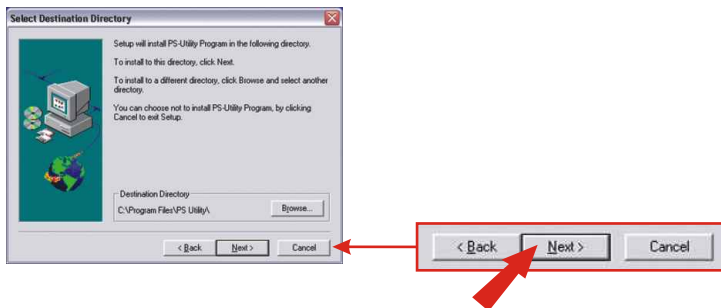 Select Destination Directory
Setup will install PS-Utility Program in the following directory.
To install to this directory, click Next.
To install to a different directory, click Browse and select another
directory.
You can choose not to install PS-Utility Program, by clicking
Cancel to exit Setup.
Destination Directory
C:\Program Files\PS Utility\
Browse...
< Back Next > Cancel
< Back Next > Cancel